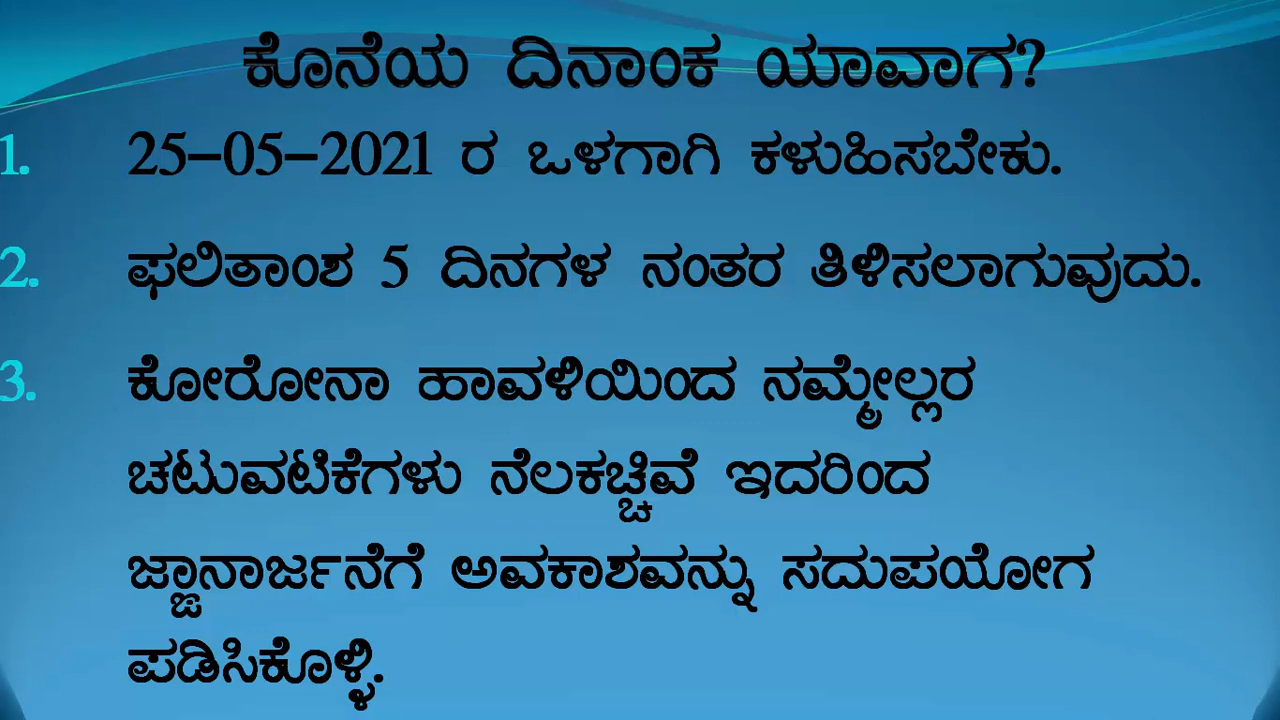 ಕೊನೆಯ ದಿನಾಂಕ ಯಾವಾಗ?
1. 25-05-2021 ರ ಒಳಗಾಗಿ ಕಳುಹಿಸಬೇಕು.
2. ಫಲಿತಾಂಶ 5 ದಿನಗಳ ನಂತರ ತಿಳಿಸಲಾಗುವುದು.
3. ಕೋರೋನಾ ಹಾವಳಿಯಿಂದ ನಮ್ಮೇಲ್ಲರ
ಚಟುವಟಿಕೆಗಳು ನೆಲಕಚ್ಚಿವೆ ಇದರಿಂದ
ಜ್ಞಾನಾರ್ಜನೆಗೆ ಅವಕಾಶವನ್ನು ಸದುಪಯೋಗ
ಪಡಿಸಿಕೊಳ್ಳಿ.